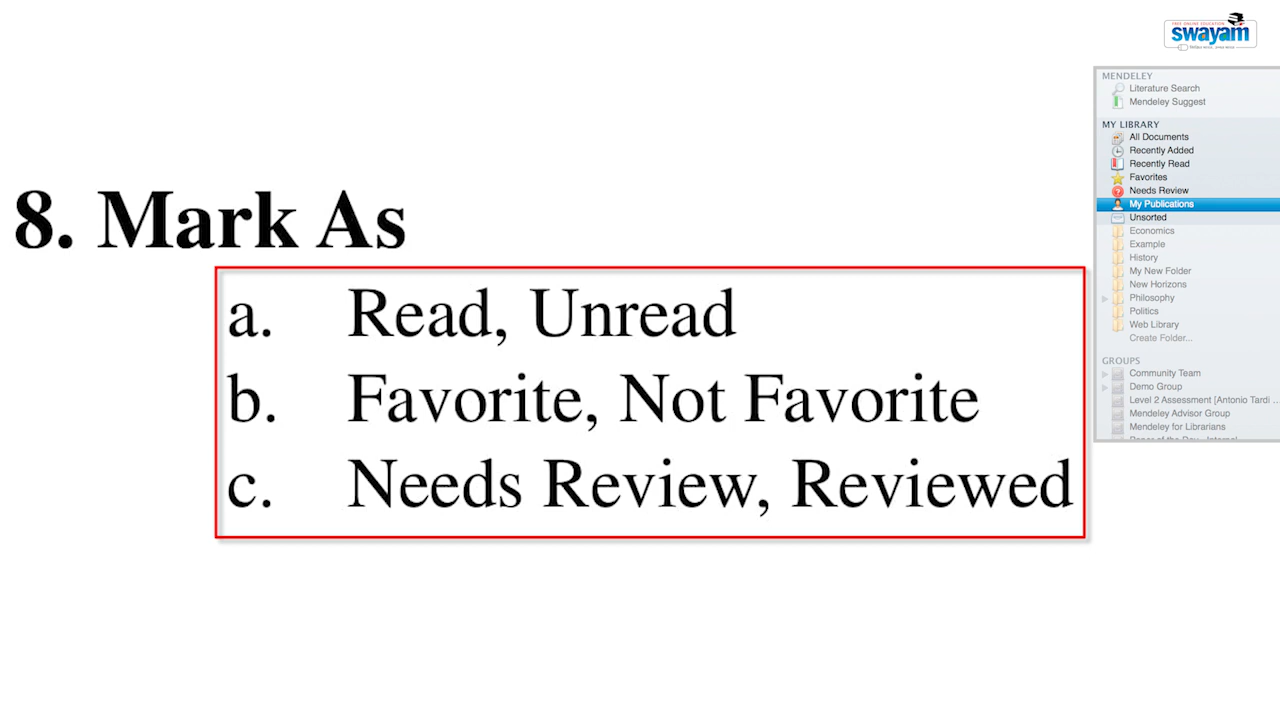 FREE ONLINE EDUCATION
swayam
8. Mark As
a. Read, Unread
b. Favorite, Not Favorite
c. Needs Review, Reviewed
MENDELEY
Literature Search
Mendeley Suggest
MY LIBRARY
All Documents
Recently Added
Recently Read
Favorites
Needs Review
My Publications
Unsorted
Economics
Example
History
My New Folder
New Horizons
Philosophy
Politics
Web Library
Create Folder...
GROUPS
Community Team
Demo Group
Level 2 Assessment [Antonio Tardi ...
Mendeley Advisor Group
Mendeley for Librarians